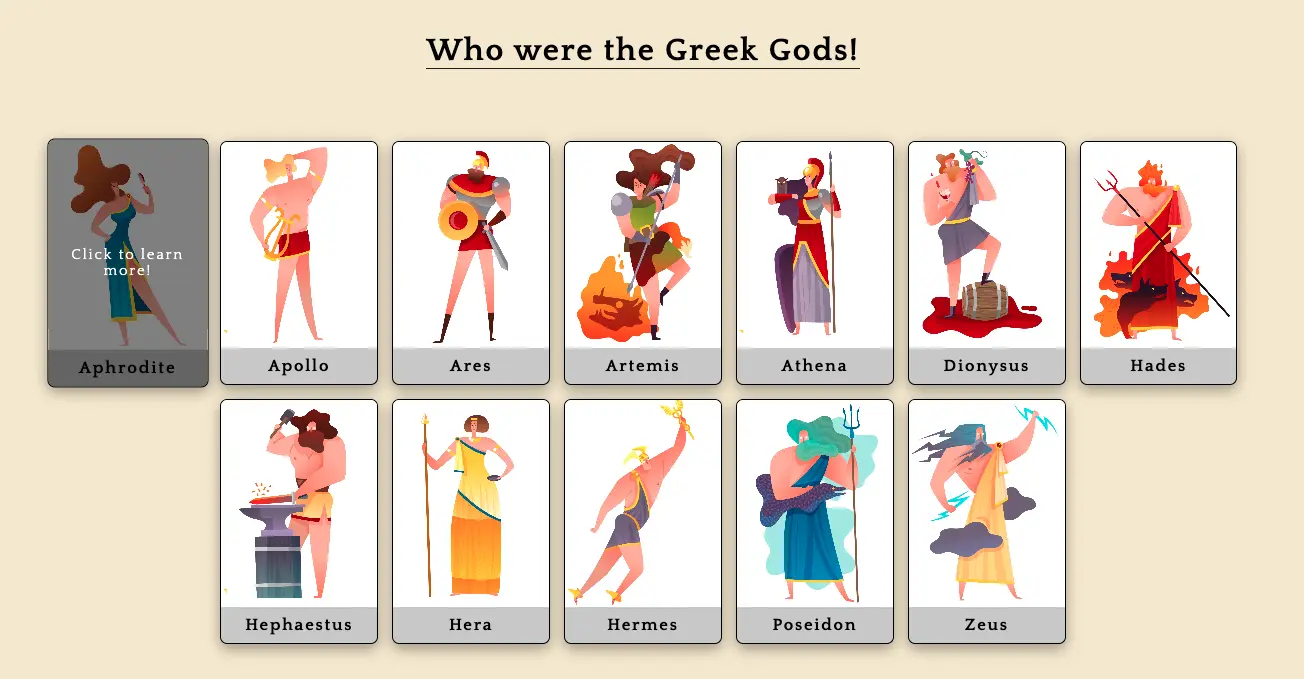 Who were the Greek Gods!
Click to learn
more!
Aphrodite
Apollo
Ares
Artemis
Athena
Dionysus
Hades
Hephaestus
Hera
Hermes
Poseidon
Zeus